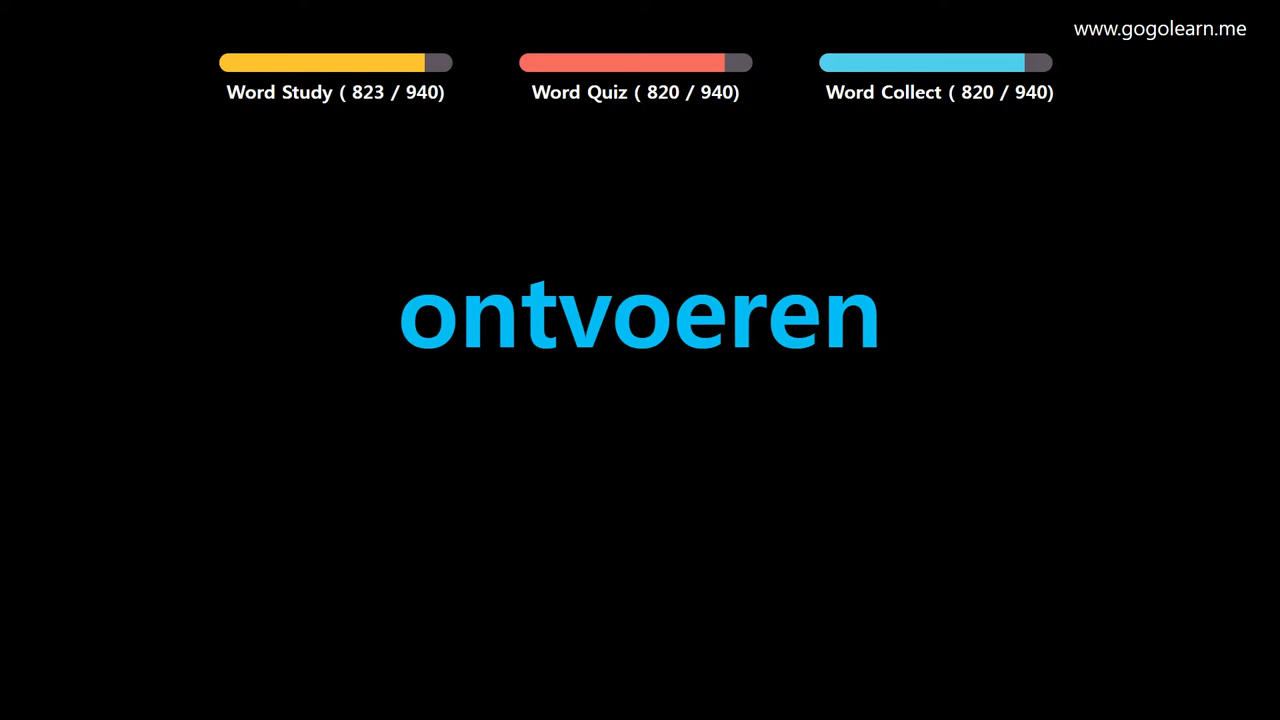 www.gogolearn.me
Word Study ( 823 / 940)
Word Quiz ( 820 / 940)
Word Collect ( 820 / 940)
ontvoeren